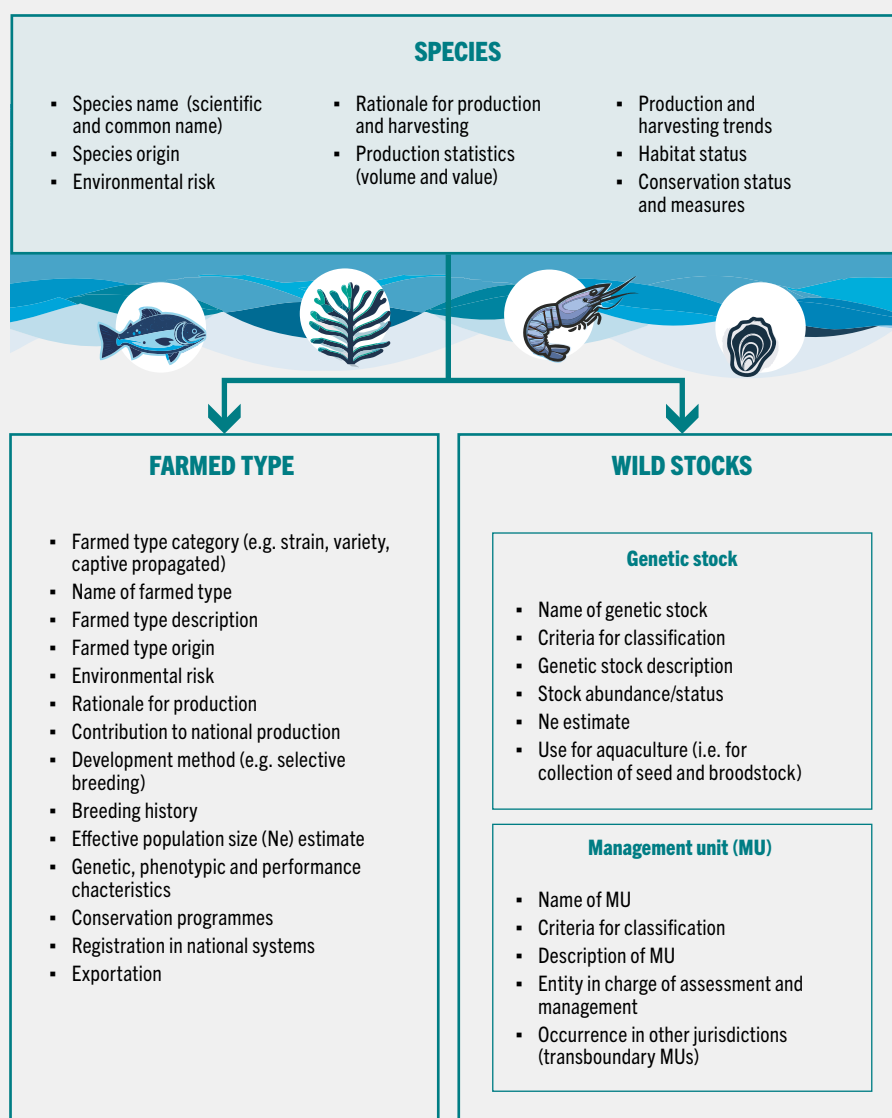 SPECIES
▪ Species name (scientific
and common name)
▪ Species origin
▪ Environmental risk
▪ Rationale for production
and harvesting
▪ Production statistics
(volume and value)
▪ Production and
harvesting trends
▪ Habitat status
▪ Conservation status
and measures
FARMED TYPE
▪ Farmed type category (e.g. strain, variety,
captive propagated)
▪ Name of farmed type
▪ Farmed type description
▪ Farmed type origin
▪ Environmental risk
▪ Rationale for production
▪ Contribution to national production
▪ Development method (e.g. selective
breeding)
▪ Breeding history
▪ Effective population size (Ne) estimate
▪ Genetic, phenotypic and performance
chacteristics
▪ Conservation programmes
▪ Registration in national systems
▪ Exportation
WILD STOCKS
Genetic stock
▪ Name of genetic stock
▪ Criteria for classification
▪ Genetic stock description
▪ Stock abundance/status
▪ Ne estimate
▪ Use for aquaculture (i.e. for
collection of seed and broodstock)
Management unit (MU)
▪ Name of MU
▪ Criteria for classification
▪ Description of MU
▪ Entity in charge of assessment and
management
▪ Occurrence in other jurisdictions
(transboundary MUs)